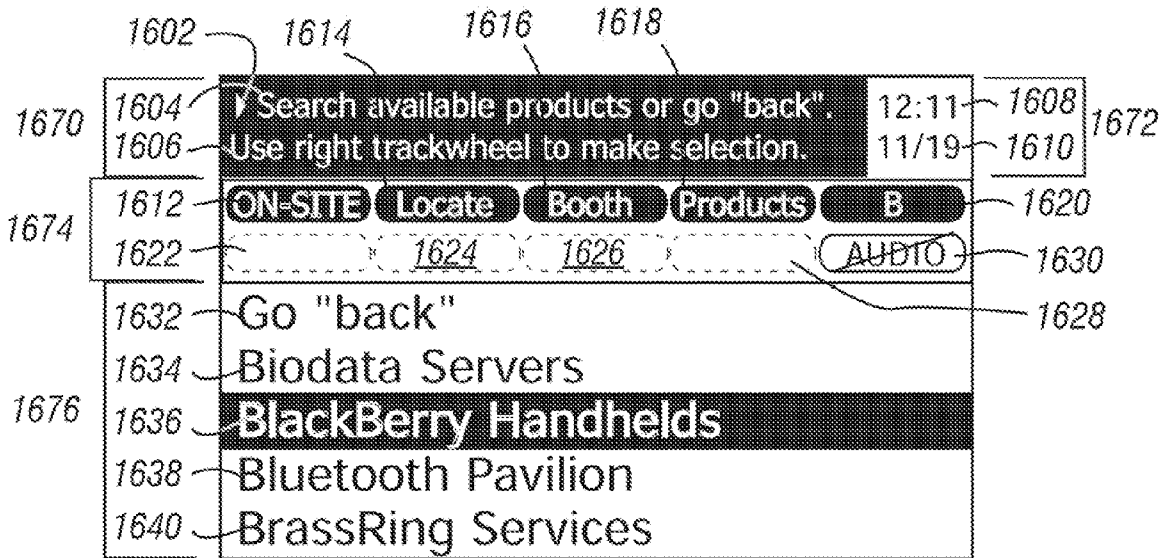 1602 1614 1616 1618
1670 1604 Search available products or go "back". 12:11 1608 1672
1606 Use right trackwheel to make selection. 11/19 1610
1674 1612 ON-SITE Locate Booth Products B 1620
1622 1624 1626 AUDIO 1630
1628
1632 Go "back"
1634 Biodata Servers
1676 1636 BlackBerry Handhelds
1638 Bluetooth Pavilion
1640 BrassRing Services